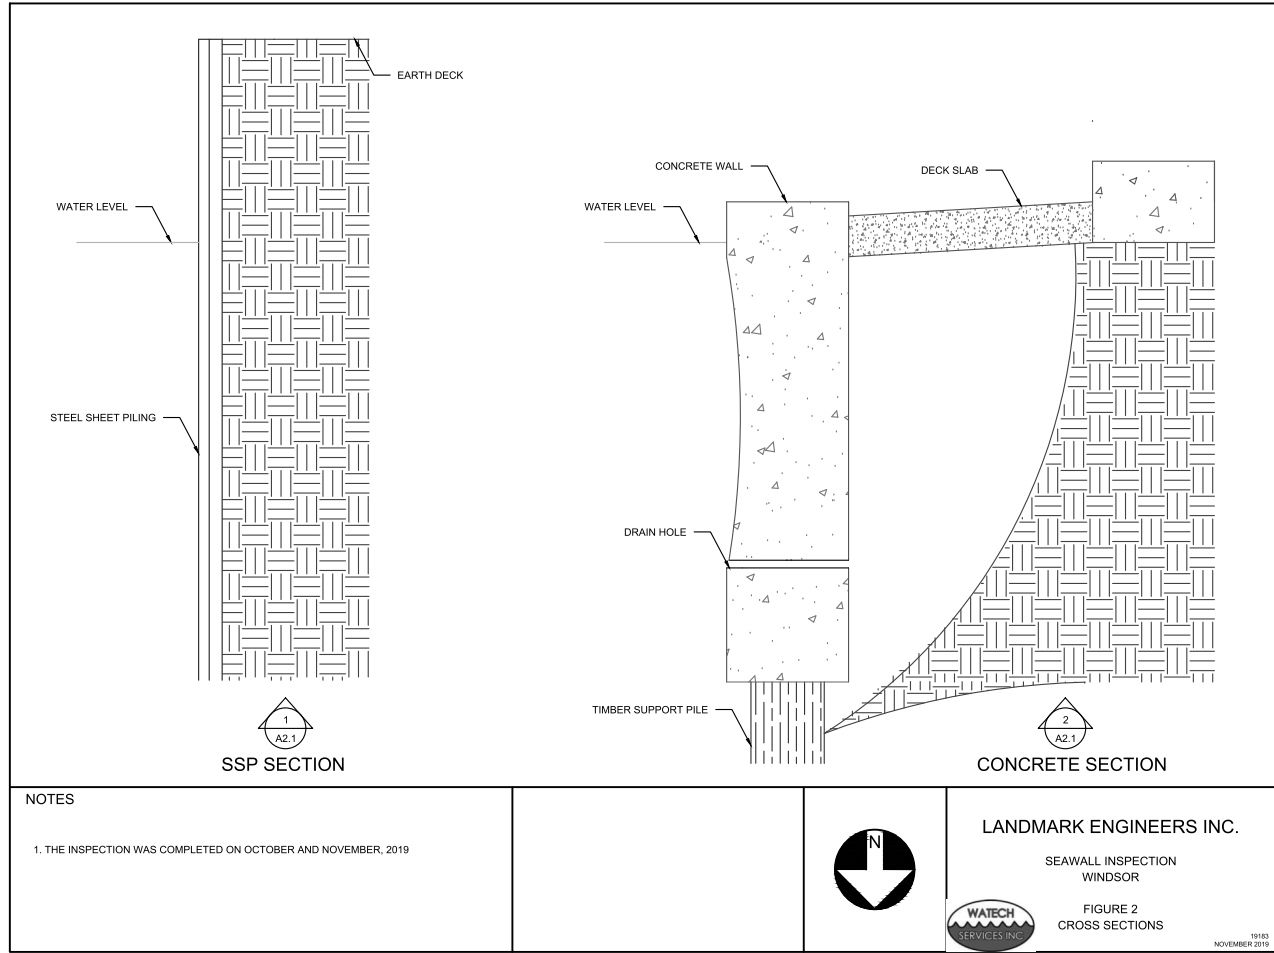 EARTH DECK
WATER LEVEL
STEEL SHEET PILING
1
A2.1
SSP SECTION
CONCRETE WALL
DECK SLAB
WATER LEVEL
DRAIN HOLE
TIMBER SUPPORT PILE
2
A2.1
CONCRETE SECTION
NOTES
1. THE INSPECTION WAS COMPLETED ON OCTOBER AND NOVEMBER, 2019
N
LANDMARK ENGINEERS INC.
SEAWALL INSPECTION
WINDSOR
FIGURE 2
CROSS SECTIONS
WATECH
SERVICES INC
19183
NOVEMBER 2019